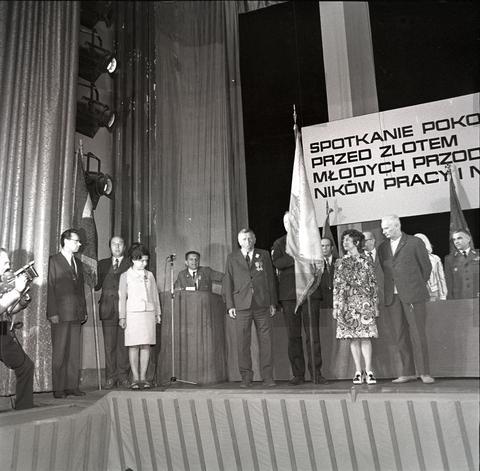 SPOTKANIE POKO
PRZED ZLOTEM
MŁODYCH PRZOD
NIKÓW PRACY I N